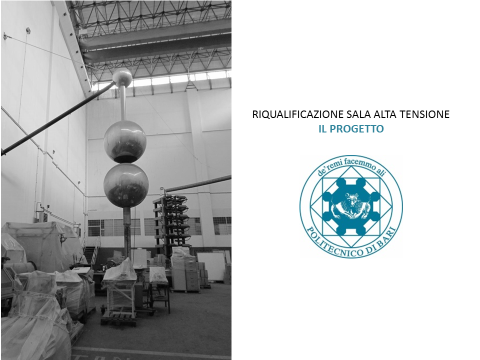 RIQUALIFICAZIONE SALA ALTA TENSIONE
IL PROGETTO
de' remi facemmo ali
POLITECNICO DI BARI